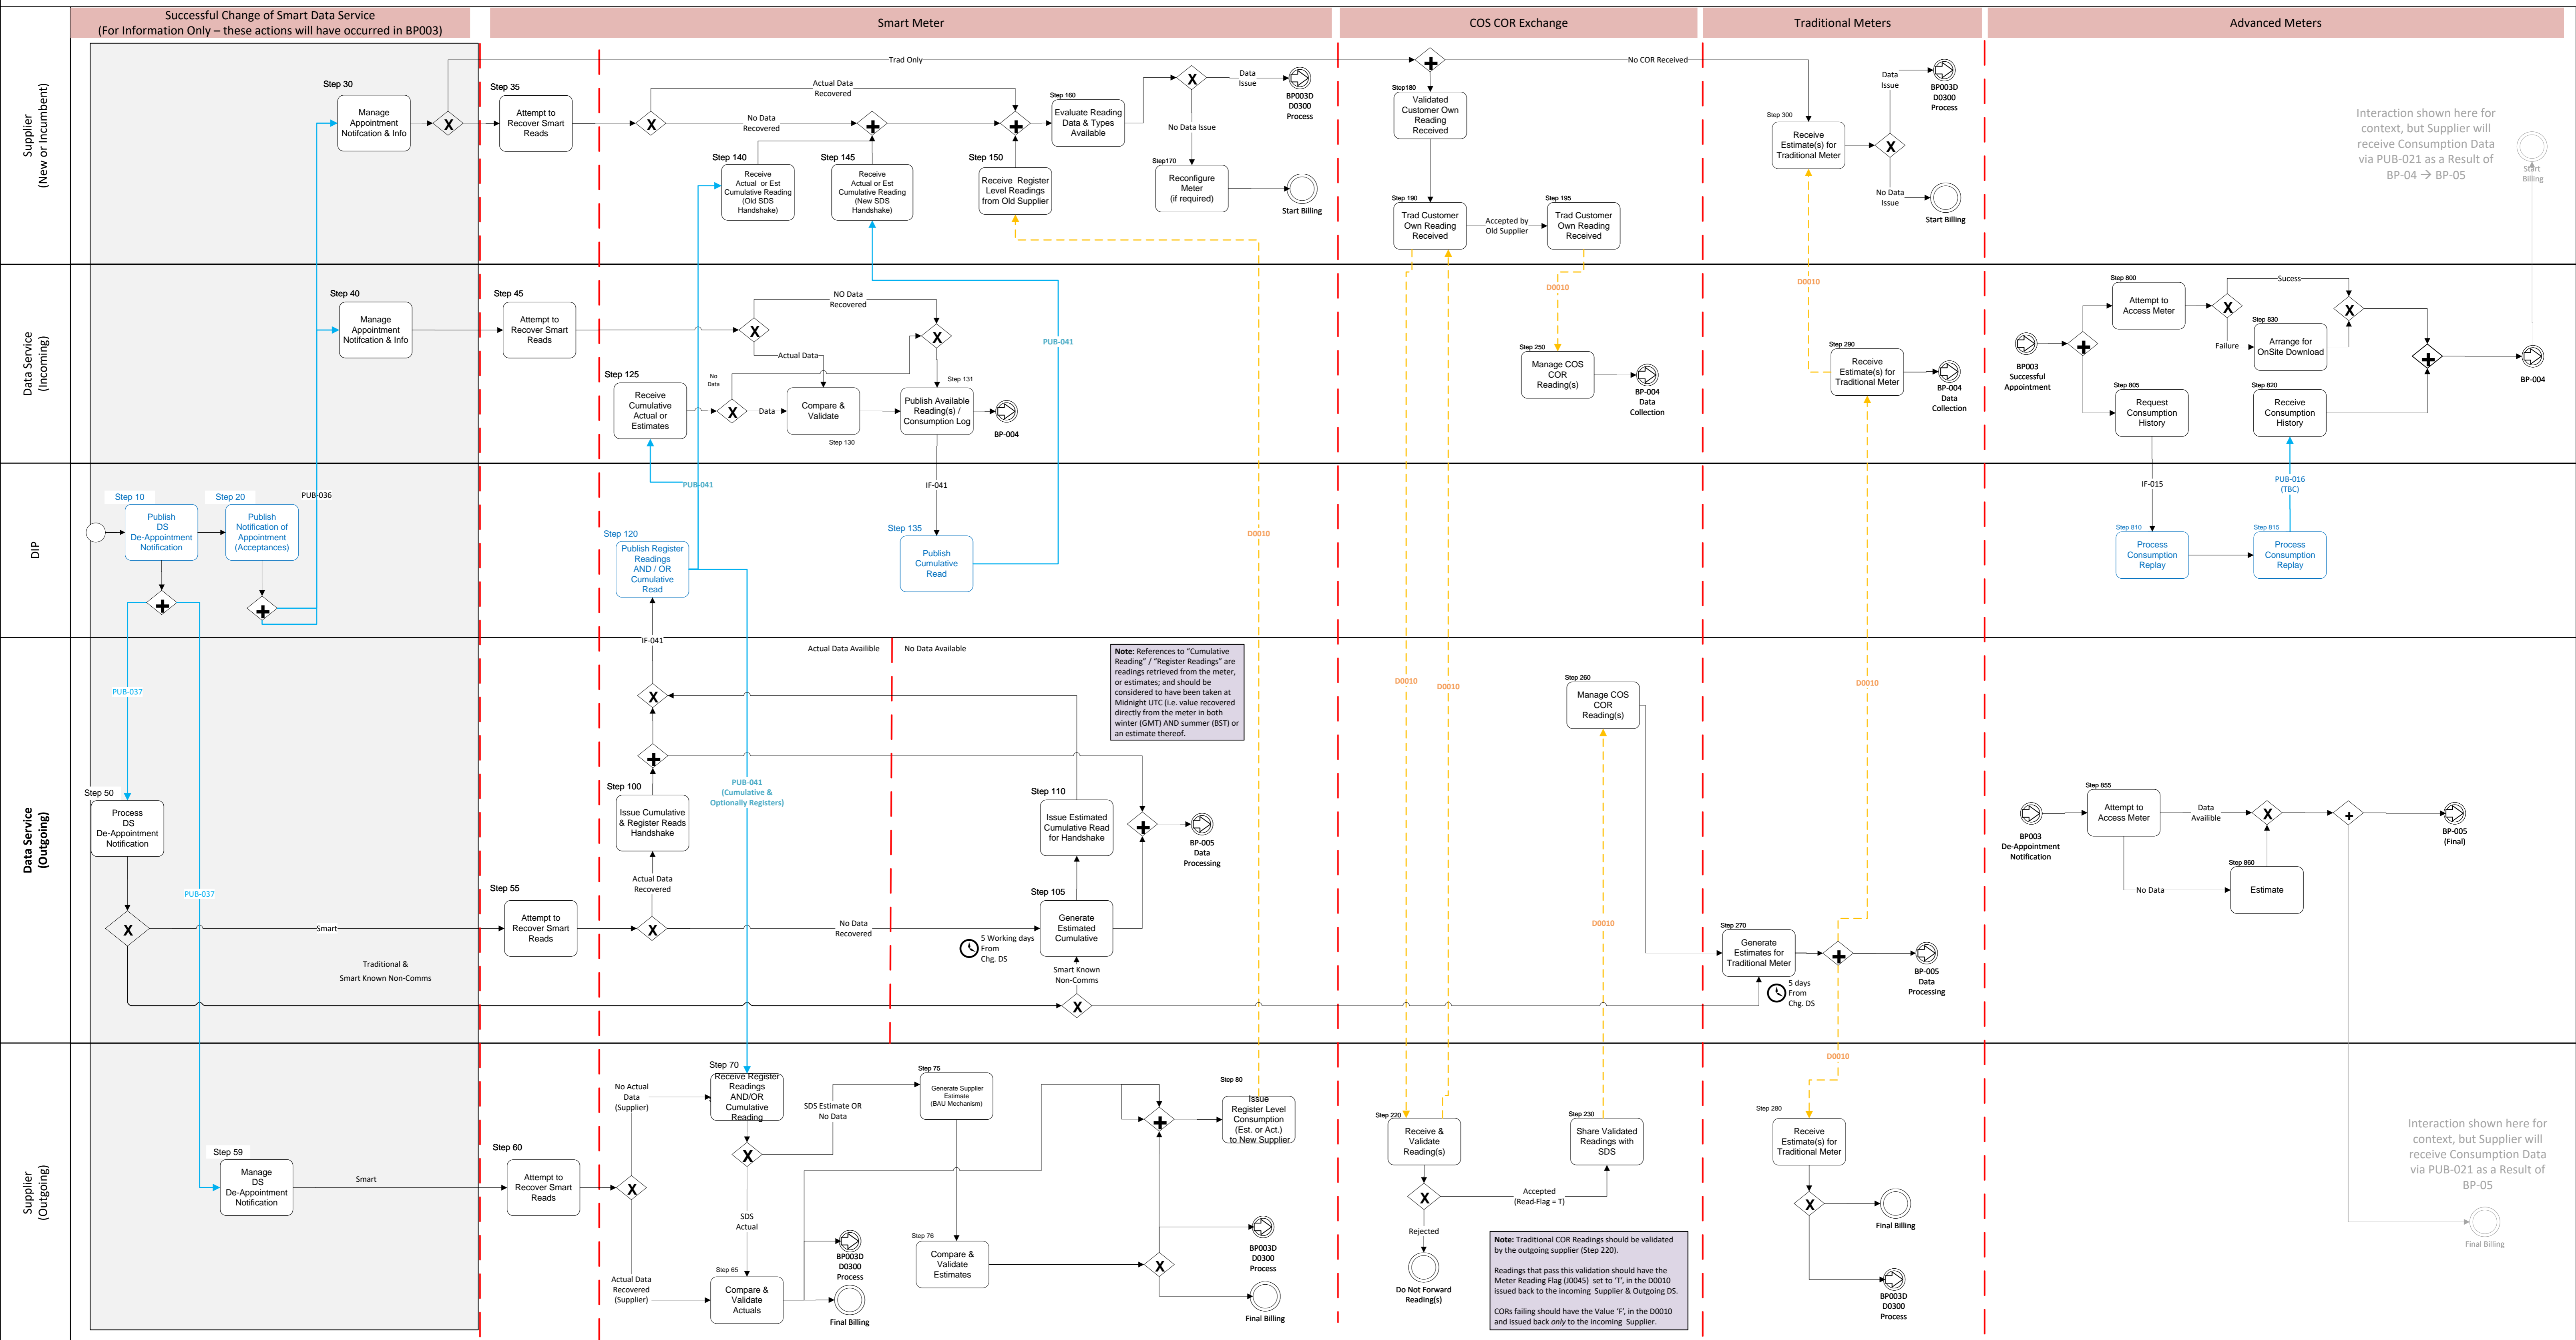 Successful Change of Smart Data Service
(For Information Only – these actions will have occurred in BP003)
Smart Meter
COS COR Exchange
Traditional Meters
Advanced Meters
Supplier
(New or Incumbent)
Step 30
Manage
Appointment
Notifcation & Info
X
Trad Only
Step 35
Attempt to
Recover Smart
Reads
X
Actual Data
Recovered
No Data
Recovered
Step 140
Receive
Actual or Est
Cumulative Reading
(Old SDS
Handshake)
Step 145
Receive
Actual or Est
Cumulative Reading
(New SDS
Handshake)
Step 150
Receive Register
Level Readings
from Old Supplier
Step 160
Evaluate Reading
Data & Types
Available
X
Data
Issue
BP003D
D0300
Process
No Data Issue
Step170
Reconfigure
Meter
(if required)
Start Billing
No COR Received
Step180
Validated
Customer Own
Reading
Received
Step 190
Trad Customer
Own Reading
Received
Accepted by
Old Supplier
Step 195
Trad Customer
Own Reading
Received
Step 300
Receive
Estimate(s) for
Traditional Meter
X
Data
Issue
BP003D
D0300
Process
No Data
Issue
Start Billing
Interaction shown here for
context, but Supplier will
receive Consumption Data
via PUB-021 as a Result of
BP-04 → BP-05
Start
Billing
Data Service
(Incoming)
Step 40
Manage
Appointment
Notifcation & Info
Step 45
Attempt to
Recover Smart
Reads
X
NO Data
Recovered
X
Actual Data
Step 125
Receive
Cumulative
Actual or
Estimates
No
Data
X
Data
Compare &
Validate
Step 130
Step 131
Publish Available
Reading(s) /
Consumption Log
BP-004
PUB-041
D0010
Step 250
Manage COS
COR
Reading(s)
BP-004
Data
Collection
D0010
Step 290
Receive
Estimate(s) for
Traditional Meter
BP-004
Data
Collection
BP003
Successful
Appointment
Step 800
Attempt to
Access Meter
X
Sucess
X
Failure
Step 830
Arrange for
OnSite Download
Step 805
Request
Consumption
History
Step 820
Receive
Consumption
History
BP-004
DIP
Step 10
Publish
DS
De-Appointment
Notification
Step 20
Publish
Notification of
Appointment
(Acceptances)
PUB-036
PUB-041
Step 120
Publish Register
Readings
AND / OR
Cumulative
Read
IF-041
Step 135
Publish
Cumulative
Read
D0010
IF-015
Step 810
Process
Consumption
Replay
PUB-016
(TBC)
Step 815
Process
Consumption
Replay
Data Service
(Outgoing)
PUB-037
Step 50
Process
DS
De-Appointment
Notification
PUB-037
X
Smart
Traditional &
Smart Known Non-Comms
Step 55
Attempt to
Recover Smart
Reads
X
IF-041
X
Step 100
Issue Cumulative
& Register Reads
Handshake
Actual Data
Recovered
PUB-041
(Cumulative &
Optionally Registers)
Actual Data Availible
No Data Available
No Data
Recovered
5 Working days
From
Chg. DS
Step 105
Generate
Estimated
Cumulative
Step 110
Issue Estimated
Cumulative Read
for Handshake
BP-005
Data
Processing
Smart Known
Non-Comms
X
Note: References to “Cumulative
Reading” / “Register Readings” are
readings retrieved from the meter,
or estimates; and should be
considered to have been taken at
Midnight UTC (i.e. value recovered
directly from the meter in both
winter (GMT) AND summer (BST) or
an estimate thereof.
D0010
D0010
Step 260
Manage COS
COR
Reading(s)
D0010
D0010
Step 270
Generate
Estimates for
Traditional Meter
5 days
From
Chg. DS
BP-005
Data
Processing
BP003
De-Appointment
Notification
Step 855
Attempt to
Access Meter
Data
Availible
X
No Data
Step 860
Estimate
BP-005
(Final)
Supplier
(Outgoing)
Step 59
Manage
DS
De-Appointment
Notification
Smart
Step 60
Attempt to
Recover Smart
Reads
X
No Actual
Data
(Supplier)
Actual Data
Recovered
(Supplier)
Step 70
Receive Register
Readings
AND/OR
Cumulative
Reading
X
SDS Estimate OR
No Data
SDS
Actual
Step 65
Compare &
Validate
Actuals
BP003D
D0300
Process
Final Billing
Step 75
Generate Supplier
Estimate
(BAU Mechanism)
Step 76
Compare &
Validate
Estimates
X
Step 80
Issue
Register Level
Consumption
(Est. or Act.)
to New Supplier
BP003D
D0300
Process
Final Billing
Step 220
Receive &
Validate
Reading(s)
X
Accepted
(Read-Flag = T)
Rejected
Do Not Forward
Reading(s)
Step 230
Share Validated
Readings with
SDS
Note: Traditional COR Readings should be validated
by the outgoing supplier (Step 220).
Readings that pass this validation should have the
Meter Reading Flag (J0045) set to ‘T’, in the D0010
issued back to the incoming Supplier & Outgoing DS.
CORs failing should have the Value ‘F’, in the D0010
and issued back only to the incoming Supplier.
D0010
Step 280
Receive
Estimate(s) for
Traditional Meter
X
Final Billing
BP003D
D0300
Process
Interaction shown here for
context, but Supplier will
receive Consumption Data
via PUB-021 as a Result of
BP-05
Final Billing